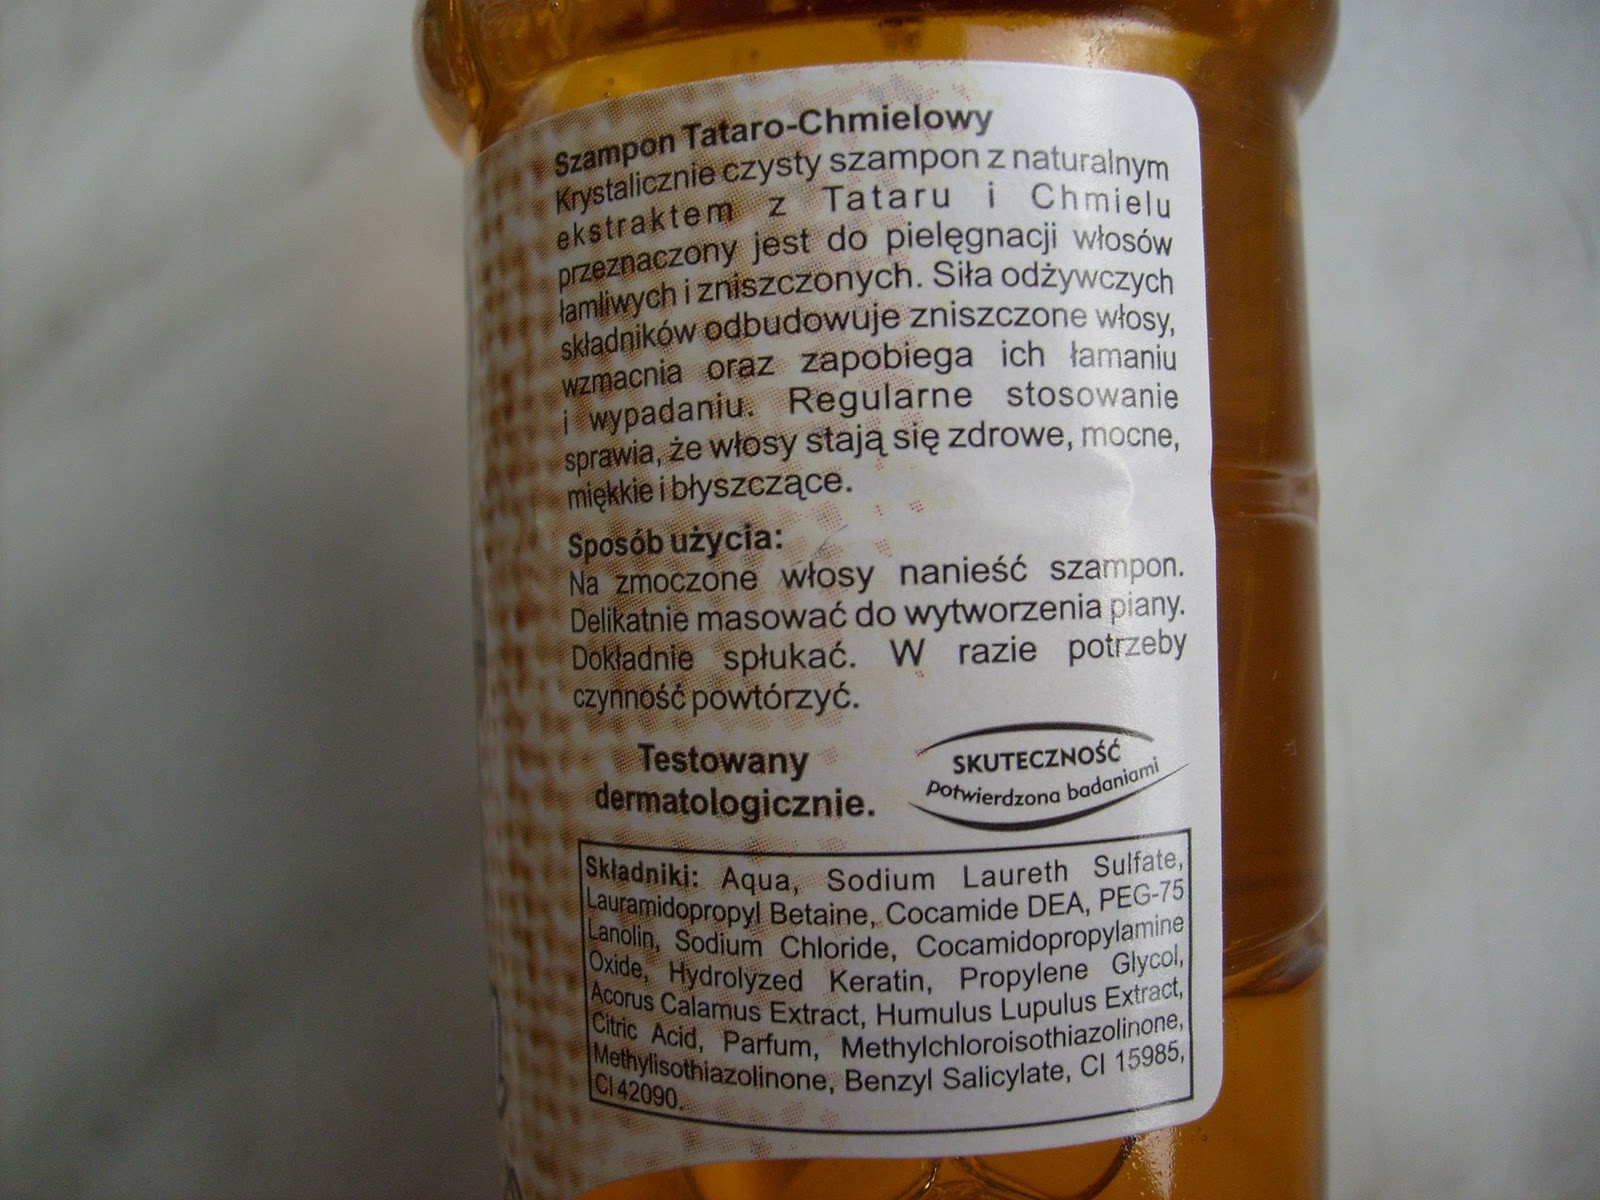 Szampon Tataro-Chmielowy
Krystalicznie czysty szampon z naturalnym
ekstraktem z Tataru i Chmielu
przeznaczony jest do pielęgnacji włosów
łamliwych i zniszczonych. Siła odżywczych
składników odbudowuje zniszczone włosy,
wzmacnia oraz zapobiega ich łamaniu
i wypadaniu. Regularne stosowanie
sprawia, że włosy stają się zdrowe, mocne,
miękkie i błyszczące.
Sposób użycia:
Na zmoczone włosy nanieść szampon.
Delikatnie masować do wytworzenia piany.
Dokładnie spłukać. W razie potrzeby
czynność powtórzyć.
Testowany
dermatologicznie.
SKUTECZNOŚĆ
potwierdzona badaniami
Składniki: Aqua, Sodium Laureth Sulfate,
Lauramidopropyl Betaine, Cocamide DEA, PEG-75
Lanolin, Sodium Chloride, Cocamidopropylamine
Oxide, Hydrolyzed Keratin, Propylene Glycol,
Acorus Calamus Extract, Humulus Lupulus Extract,
Citric Acid, Parfum, Methylchloroisothiazolinone,
Methylisothiazolinone, Benzyl Salicylate, CI 15985,
CI 42090.